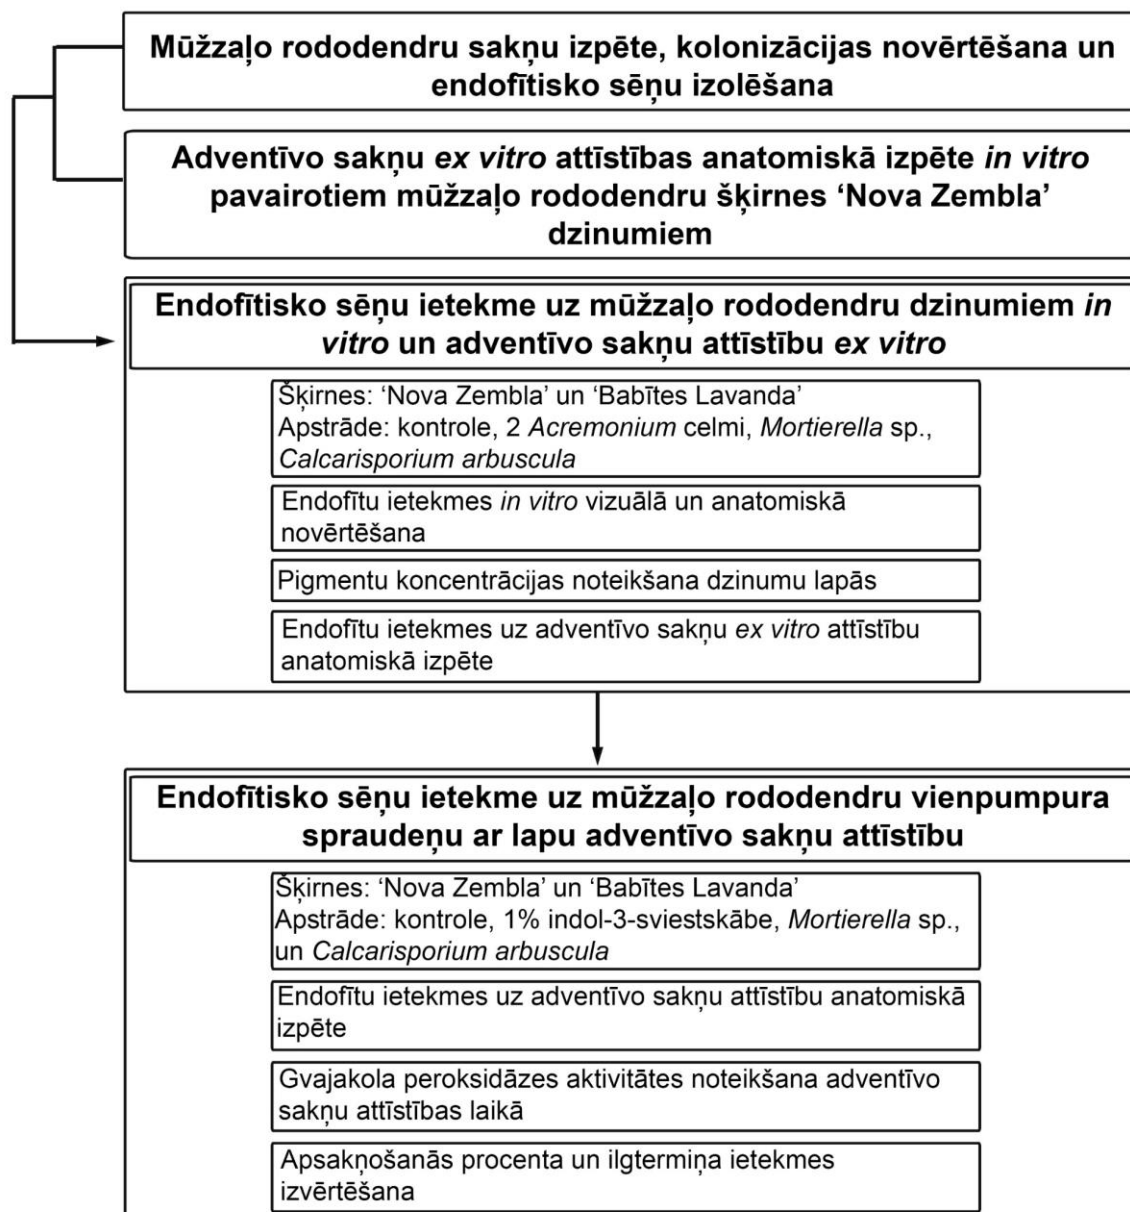 Mūžzaļo rododendru sakņu izpēte, kolonizācijas novērtēšana un
endofītisko sēņu izolēšana
Adventīvo sakņu ex vitro attīstības anatomiskā izpēte in vitro
pavairotiem mūžzaļo rododendru šķirnes ‘Nova Zembla’
dzinumiem
Endofītisko sēņu ietekme uz mūžzaļo rododendru dzinumiem in
vitro un adventīvo sakņu attīstību ex vitro
Šķirnes: ‘Nova Zembla’ un ‘Babītes Lavanda’
Apstrāde: kontrole, 2 Acremonium celmi, Mortierella sp.,
Calcarisporium arbuscula
Endofītu ietekmes in vitro vizuālā un anatomiskā
novērtēšana
Pigmentu koncentrācijas noteikšana dzinumu lapās
Endofītu ietekmes uz adventīvo sakņu ex vitro attīstību
anatomiskā izpēte
Endofītisko sēņu ietekme uz mūžzaļo rododendru vienpumpura
spraudeņu ar lapu adventīvo sakņu attīstību
Šķirnes: ‘Nova Zembla’ un ‘Babītes Lavanda’
Apstrāde: kontrole, 1% indol-3-sviestskābe, Mortierella sp.,
un Calcarisporium arbuscula
Endofītu ietekmes uz adventīvo sakņu attīstību anatomiskā
izpēte
Gvajakola peroksidāzes aktivitātes noteikšana adventīvo
sakņu attīstības laikā
Apsakņošanās procenta un ilgtermiņa ietekmes
izvērtēšana